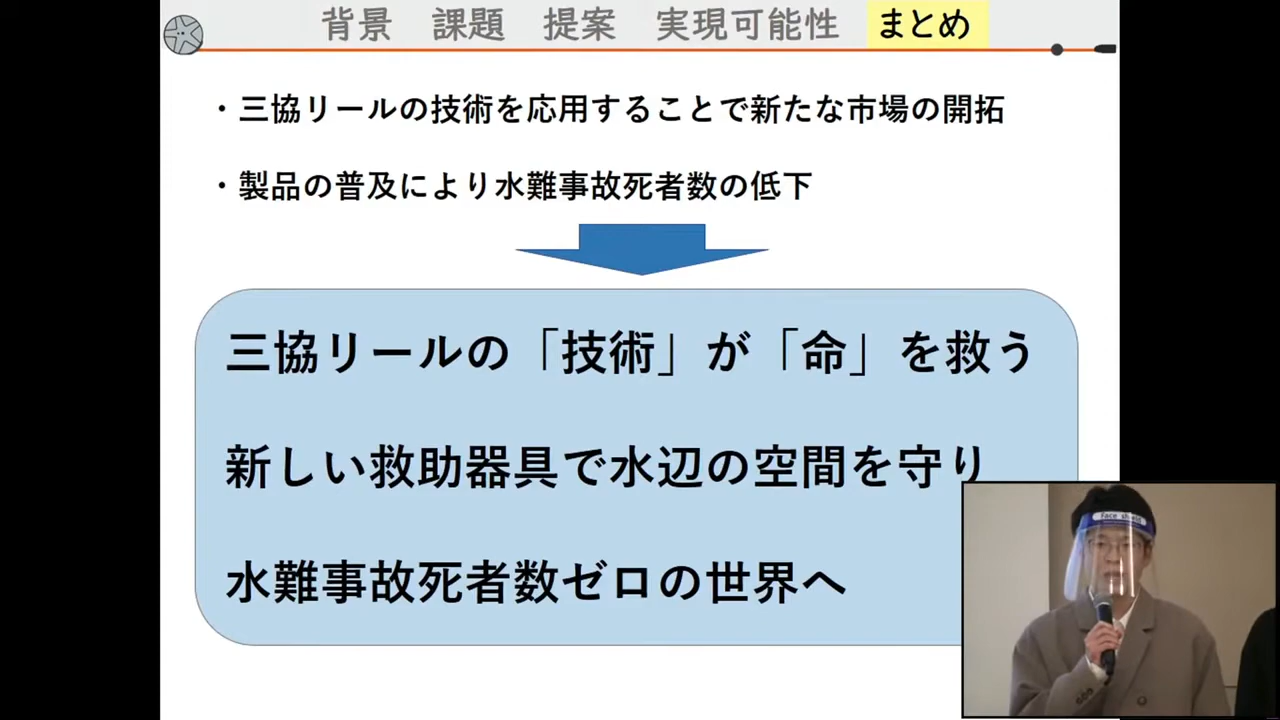 背景 課題 提案 実現可能性 まとめ
・三協リールの技術を応用することで新たな市場の開拓
・製品の普及により水難事故死者数の低下
三協リールの「技術」が「命」を救う
新しい救助器具で水辺の空間を守り
水難事故死者数ゼロの世界へ
Face shield